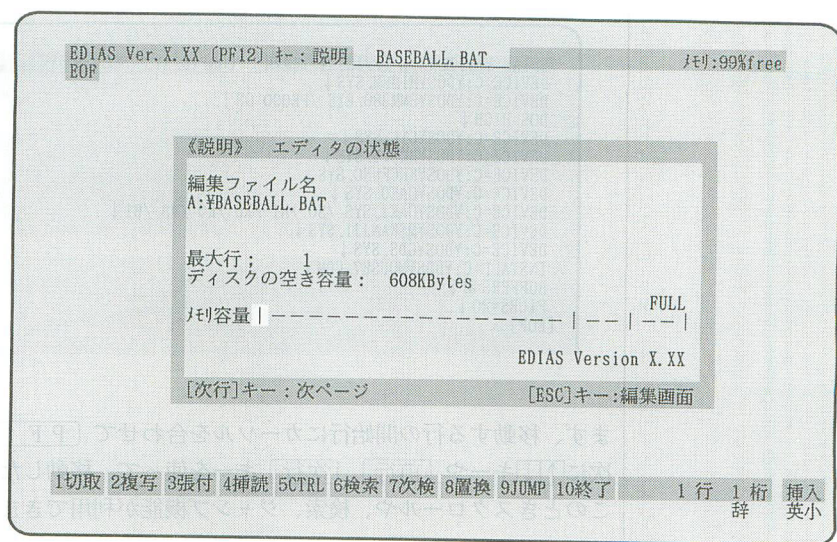 EDIAS Ver.X.XX〔PF12〕ｷｰ：説明　BASEBALL.BAT　ﾒﾓﾘ:99%free
EOF
《説明》　エディタの状態
編集ファイル名
A:¥BASEBALL.BAT
最大行；　1
ディスクの空き容量：　608KBytes
FULL
ﾒﾓﾘ容量|－－－－－－－－－－－－－－－－－－|－－|－－|
EDIAS Version X.XX
[次行]キー：次ページ　[ESC]キー:編集画面
1切取 2複写 3張付 4挿読 5CTRL 6検索 7次検 8置換 9JUMP 10終了　1 行　1 桁　挿入
辞　英小